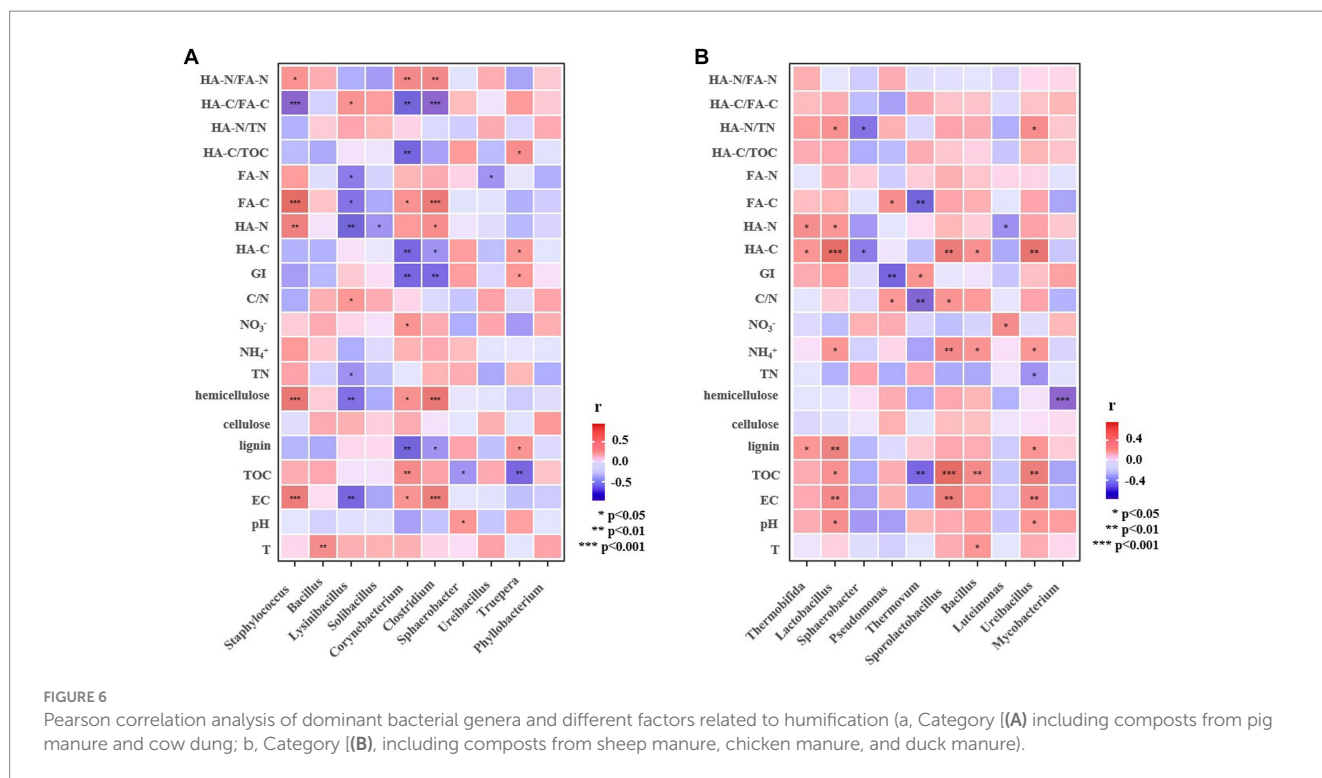 A
HA-N/FA-N * ** **
HA-C/FA-C *** * ** ***
HA-N/TN
HA-C/TOC ** *
FA-N * *
FA-C *** * * ***
HA-N ** ** * *
HA-C ** * *
GI ** ** *
C/N *
NO₃⁻ *
NH₄⁺
TN *
hemicellulose *** ** * ***
cellulose
lignin ** * *
TOC ** * **
EC *** ** * ***
pH *
T **
Staphylococcus
Bacillus
Lysinibacillus
Solibacillus
Corynebacterium
Clostridium
Sphaerobacter
Ureibacillus
Truepera
Phyllobacterium
r
0.5
0.0
-0.5
* p<0.05
** p<0.01
*** p<0.001
B
HA-N/FA-N
HA-C/FA-C
HA-N/TN * * *
HA-C/TOC
FA-N
FA-C * **
HA-N * * *
HA-C * *** * ** * **
GI ** *
C/N * ** *
NO₃⁻ *
NH₄⁺ * ** * *
TN *
hemicellulose ***
cellulose
lignin * ** *
TOC * ** *** ** **
EC ** ** **
pH * *
T *
Thermobifida
Lactobacillus
Sphaerobacter
Pseudomonas
Thermovum
Sporolactobacillus
Bacillus
Luteimonas
Ureibacillus
Mycobacterium
r
0.4
0.0
-0.4
* p<0.05
** p<0.01
*** p<0.001
FIGURE 6
Pearson correlation analysis of dominant bacterial genera and different factors related to humification (a, Category [(A) including composts from pig
manure and cow dung; b, Category [(B), including composts from sheep manure, chicken manure, and duck manure).